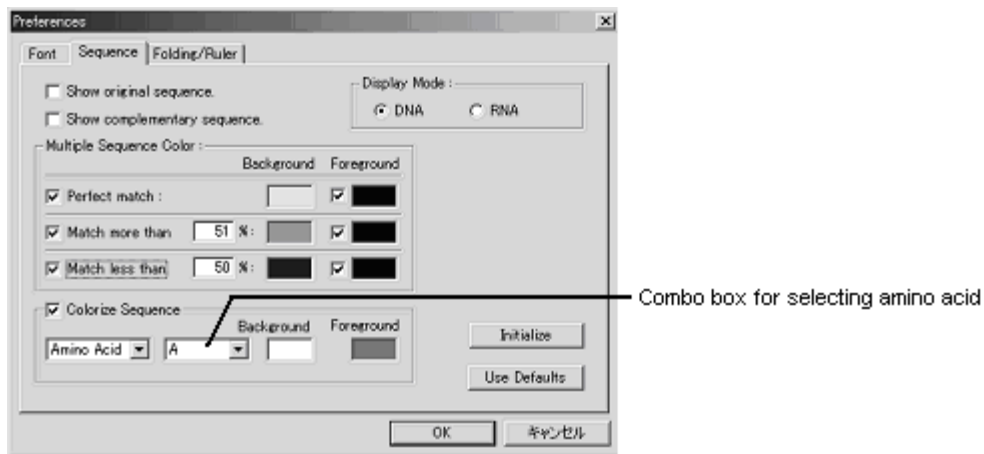 Preferences
Font Sequence Folding/Ruler
Show original sequence.
Show complementary sequence.
Display Mode :
DNA RNA
Multiple Sequence Color :
Background Foreground
Perfect match :
Match more than 51 % :
Match less than 50 % :
Colorize Sequence
Background Foreground
Amino Acid A
Combo box for selecting amino acid
Initialize
Use Defaults
OK キャンセル